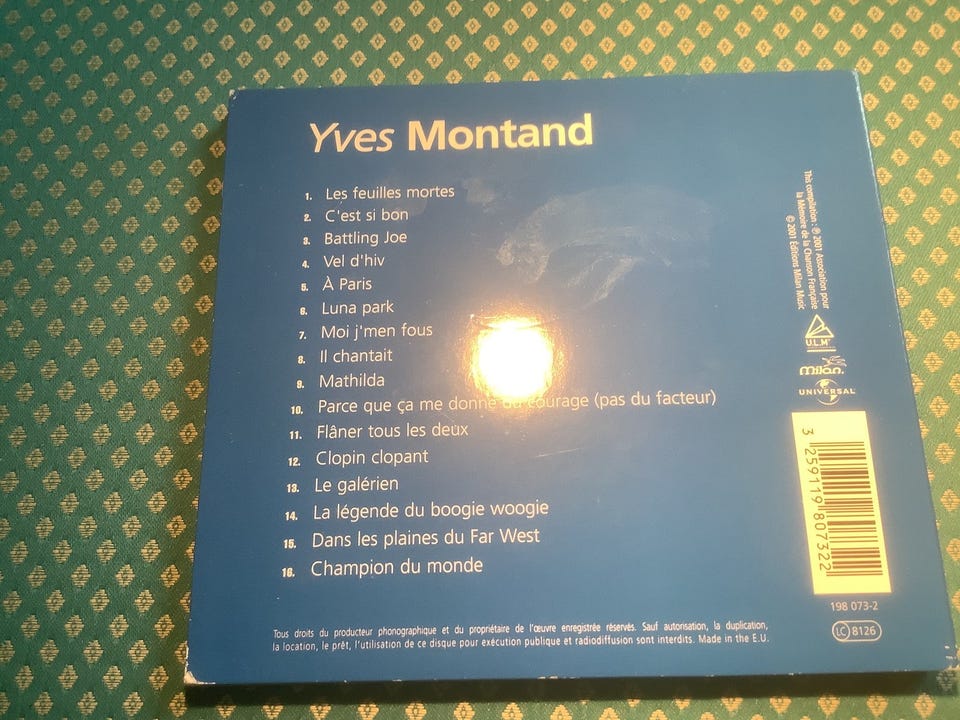 Yves Montand
1. Les feuilles mortes
2. C'est si bon
3. Battling Joe
4. Vel d'hiv
5. À Paris
6. Luna park
7. Moi j'men fous
8. Il chantait
9. Mathilda
10. Parce que ça me donne du courage (pas du facteur)
11. Flâner tous les deux
12. Clopin clopant
13. Le galérien
14. La légende du boogie woogie
15. Dans les plaines du Far West
16. Champion du monde
This compilation : ℗ 2001 Association pour
la Mémoire de la Chanson Française
© 2001 Éditions Milan Music
U.L.M
milan
UNIVERSAL
3 259119 807322
198 073-2
LC 8126
Tous droits du producteur phonographique et du propriétaire de l'œuvre enregistrée réservés. Sauf autorisation, la duplication,
la location, le prêt, l'utilisation de ce disque pour exécution publique et radiodiffusion sont interdits. Made in the E.U.